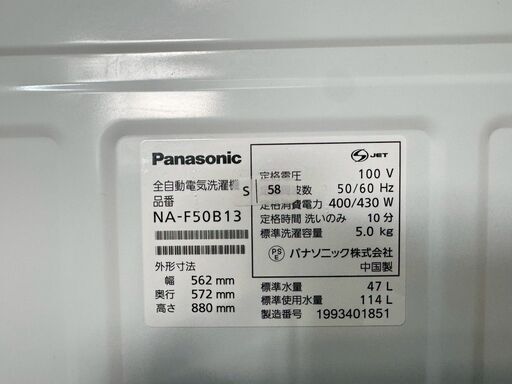 Panasonic
全自動電気洗濯機
品番
NA-F50B13
外形寸法
幅 562 mm
奥行 572 mm
高さ 880 mm
S 58
JET
定格電圧 100 V
波数 50/60 Hz
定格消費電力 400/430 W
定格時間 洗いのみ 10 分
標準洗濯容量 5.0 kg
PS E パナソニック株式会社
中国製
標準水量 47 L
標準使用水量 114 L
製造番号 1993401851